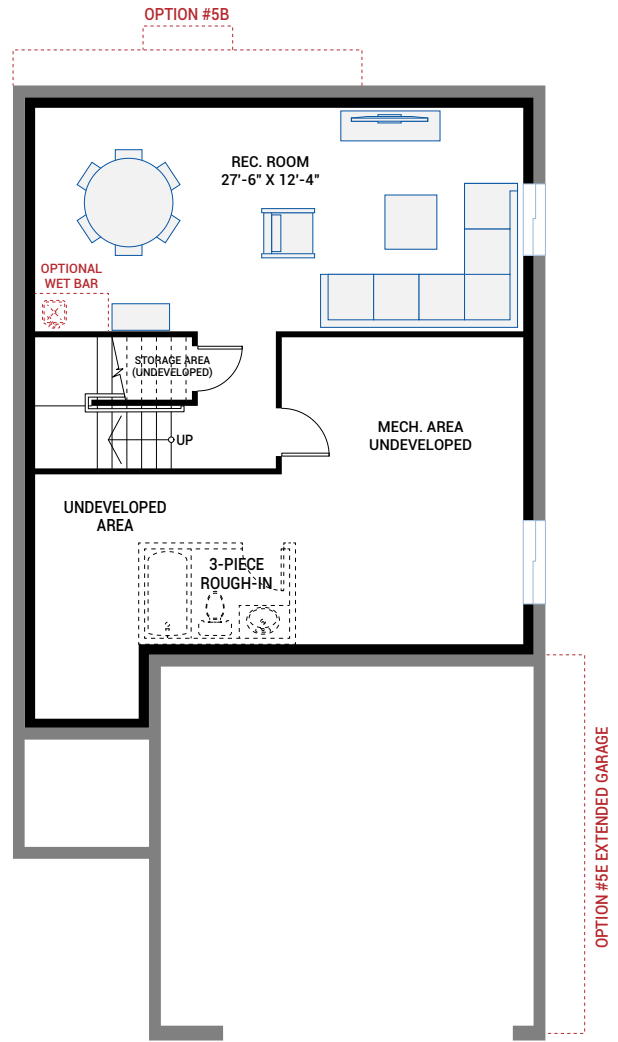 OPTION #5B
REC. ROOM
27'-6" X 12'-4"
OPTIONAL
WET BAR
STORAGE AREA
(UNDEVELOPED)
UP
MECH. AREA
UNDEVELOPED
UNDEVELOPED
AREA
3-PIECE
ROUGH-IN
OPTION #5E EXTENDED GARAGE